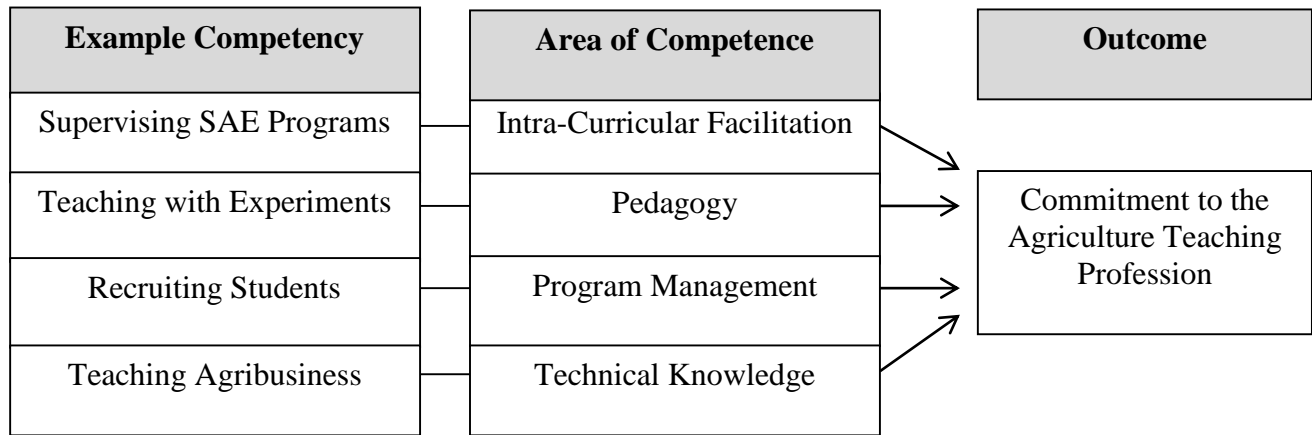 Example Competency
Area of Competence
Outcome
Supervising SAE Programs
Intra-Curricular Facilitation
Teaching with Experiments
Pedagogy
Commitment to the
Agriculture Teaching
Profession
Recruiting Students
Program Management
Teaching Agribusiness
Technical Knowledge